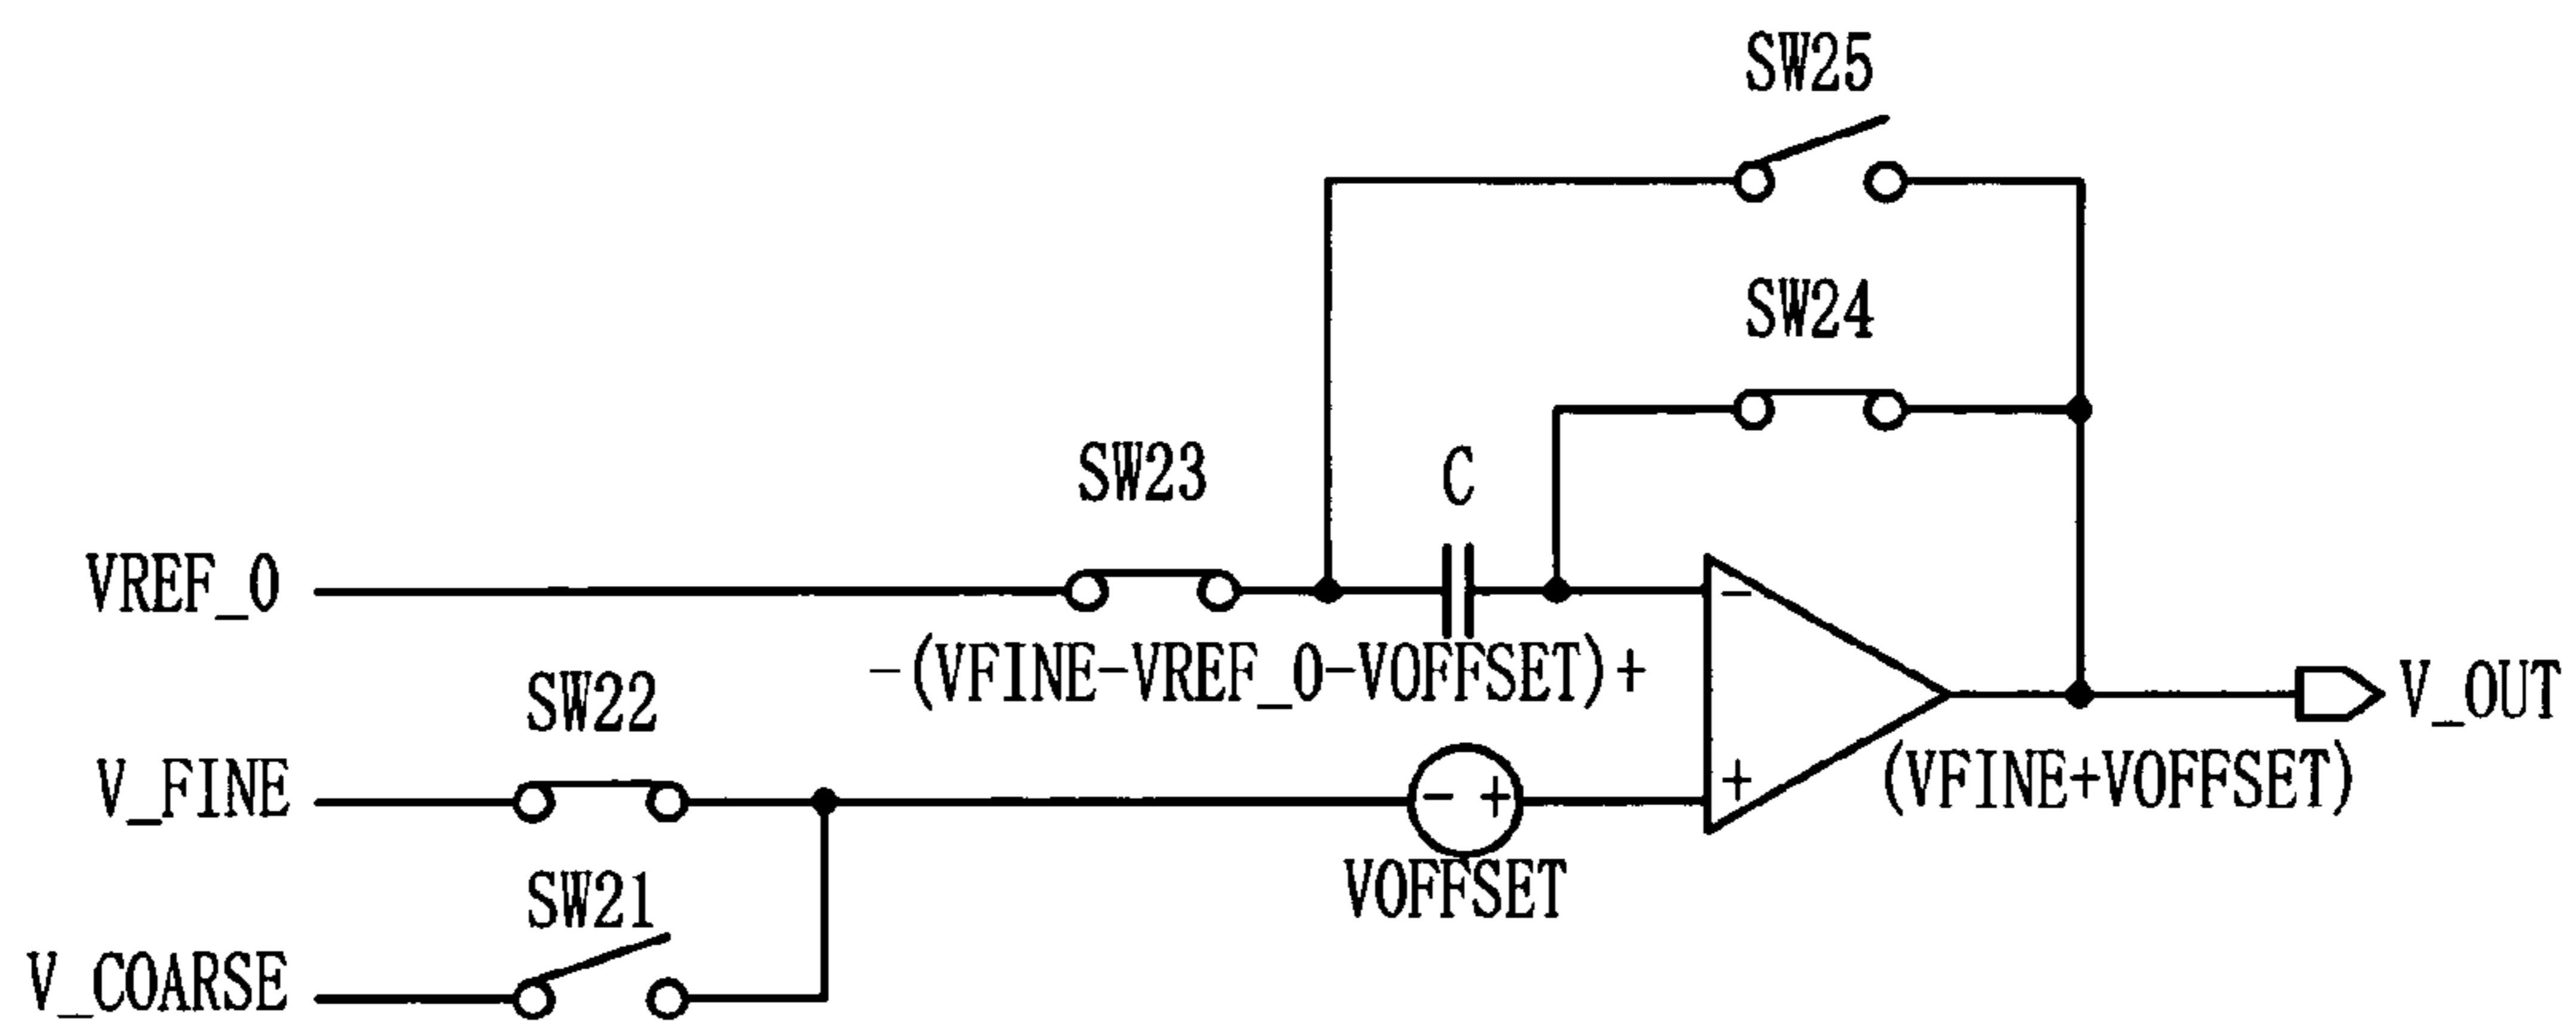 SW25
SW24
SW23
C
VREF_0
-(VFINE-VREF_0-VOFFSET)+
-
SW22
V_OUT
V_FINE
- +
+
(VFINE+VOFFSET)
VOFFSET
SW21
V_COARSE